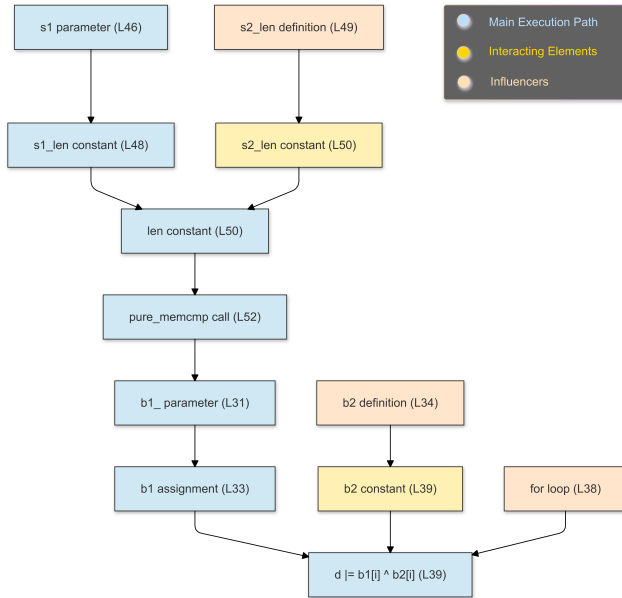 s1 parameter (L46)
s2_len definition (L49)
Main Execution Path
Interacting Elements
Influencers
s1_len constant (L48)
s2_len constant (L50)
len constant (L50)
pure_memcmp call (L52)
b1_ parameter (L31)
b2 definition (L34)
b1 assignment (L33)
b2 constant (L39)
for loop (L38)
d |= b1[i] ^ b2[i] (L39)